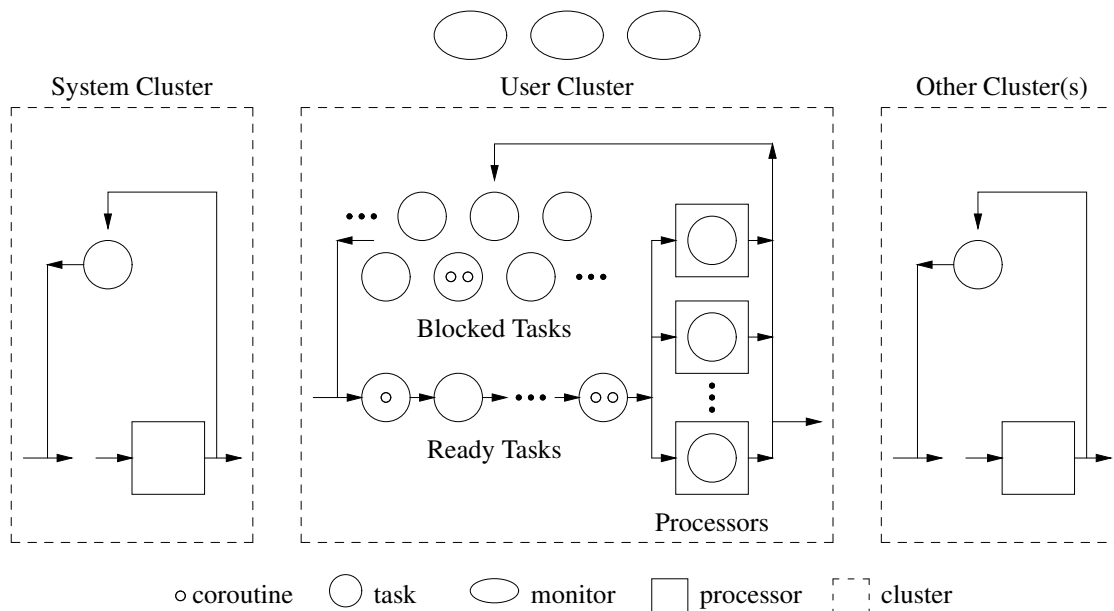 System Cluster
User Cluster
Other Cluster(s)
Blocked Tasks
Ready Tasks
Processors
coroutine
task
monitor
processor
cluster